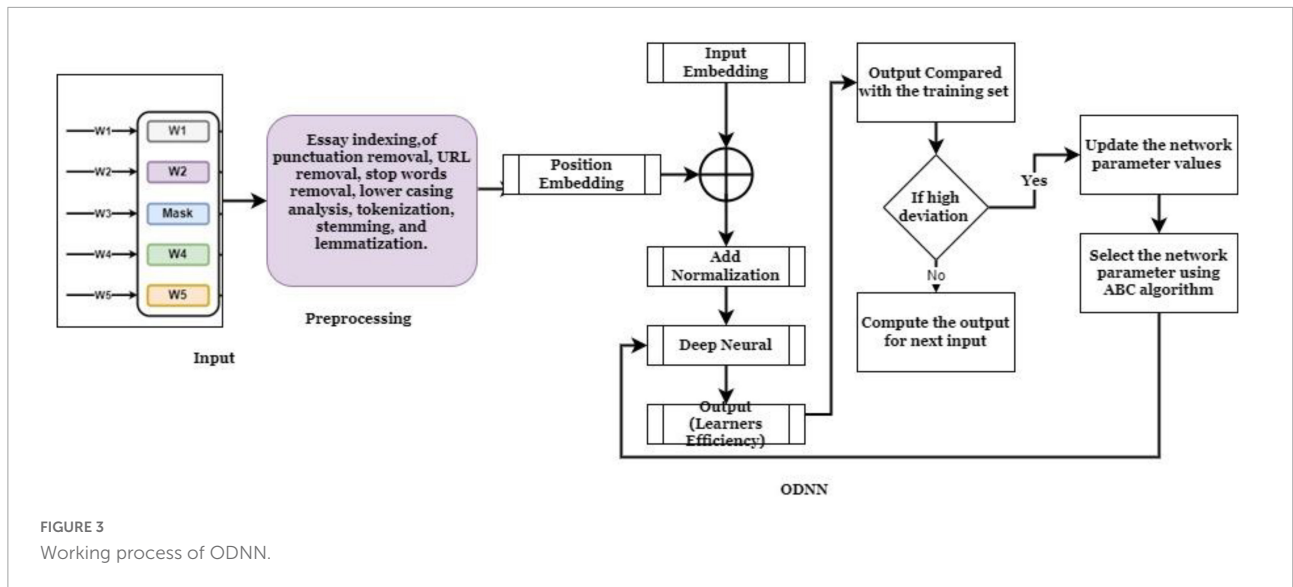 W1
W1
W2
W2
W3
Mask
W4
W4
W5
W5
Input
Essay indexing,of
punctuation removal, URL
removal, stop words
removal, lower casing
analysis, tokenization,
stemming, and
lemmatization.
Preprocessing
Position
Embedding
Input
Embedding
Add
Normalization
Deep Neural
Output
(Learners
Efficiency)
Output Compared
with the training set
If high
deviation
Yes
No
Compute the output
for next input
Update the network
parameter values
Select the network
parameter using
ABC algorithm
ODNN
FIGURE 3
Working process of ODNN.